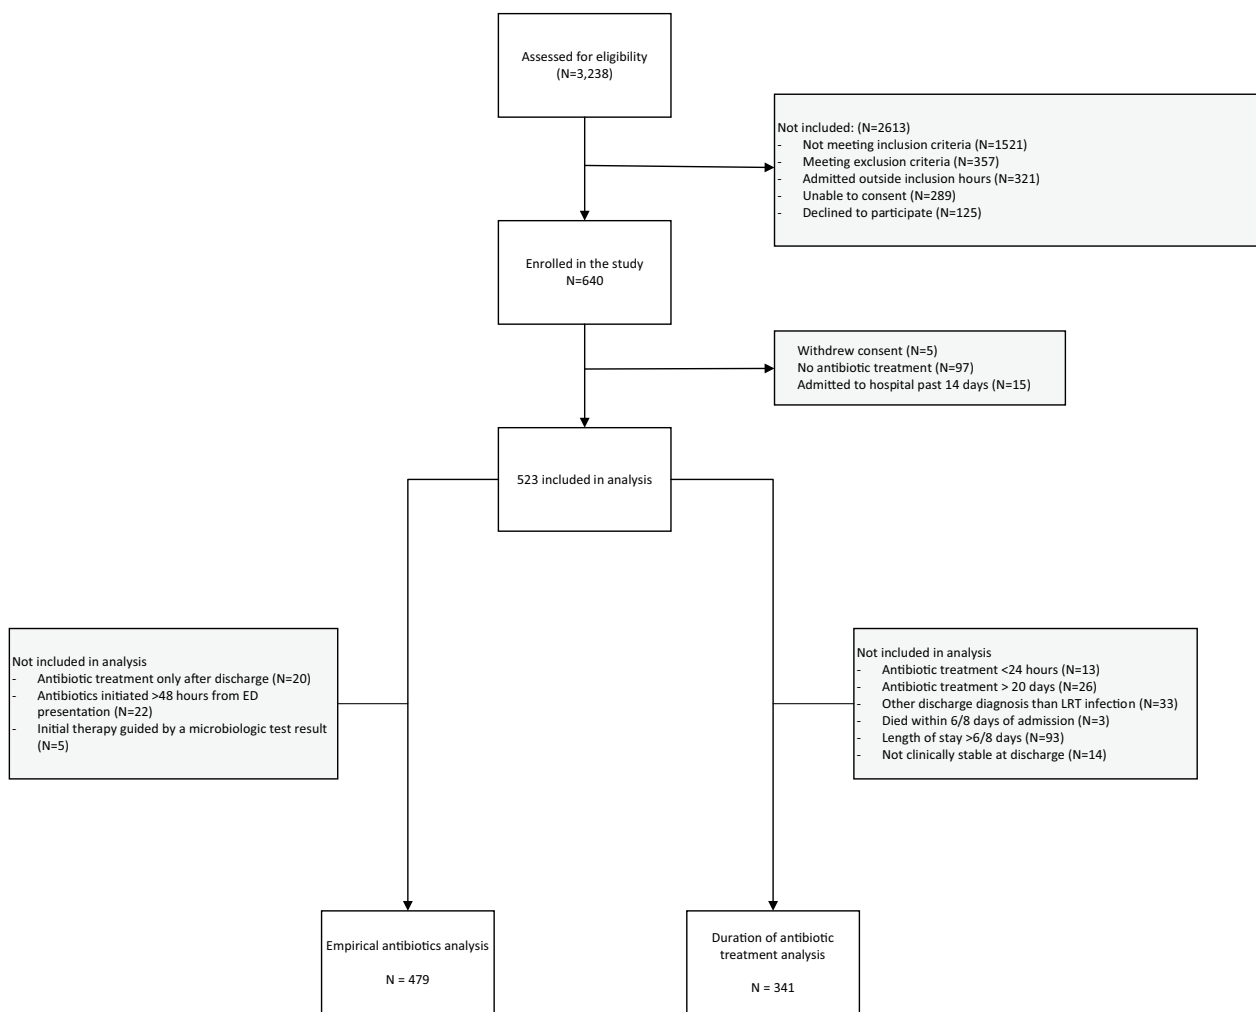 Assessed for eligibility
(N=3,238)
Not included: (N=2613)
- Not meeting inclusion criteria (N=1521)
- Meeting exclusion criteria (N=357)
- Admitted outside inclusion hours (N=321)
- Unable to consent (N=289)
- Declined to participate (N=125)
Enrolled in the study
N=640
Withdrew consent (N=5)
No antibiotic treatment (N=97)
Admitted to hospital past 14 days (N=15)
523 included in analysis
Not included in analysis
- Antibiotic treatment only after discharge (N=20)
- Antibiotics initiated >48 hours from ED
presentation (N=22)
- Initial therapy guided by a microbiologic test result
(N=5)
Not included in analysis
- Antibiotic treatment <24 hours (N=13)
- Antibiotic treatment > 20 days (N=26)
- Other discharge diagnosis than LRT infection (N=33)
- Died within 6/8 days of admission (N=3)
- Length of stay >6/8 days (N=93)
- Not clinically stable at discharge (N=14)
Empirical antibiotics analysis
N = 479
Duration of antibiotic
treatment analysis
N = 341